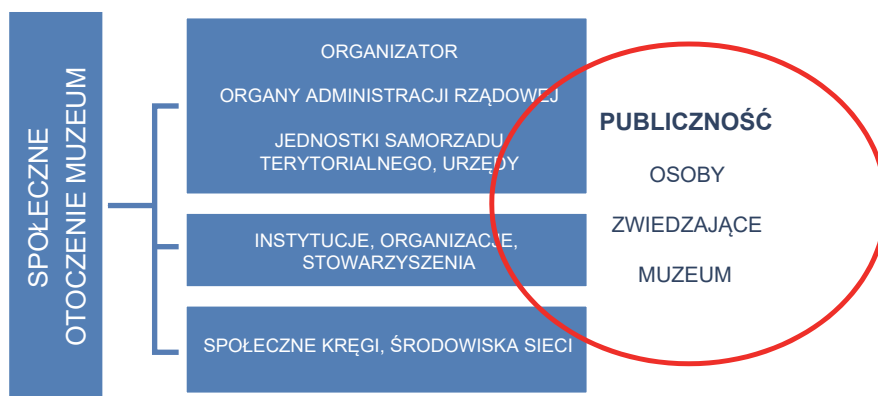 SPOŁECZNE
OTOCZENIE MUZEUM
ORGANIZATOR
ORGANY ADMINISTRACJI RZĄDOWEJ
JEDNOSTKI SAMORZADU
TERYTORIALNEGO, URZĘDY
INSTYTUCJE, ORGANIZACJE,
STOWARZYSZENIA
SPOŁECZNE KRĘGI, ŚRODOWISKA SIECI
PUBLICZNOŚĆ
OSOBY
ZWIEDZAJĄCE
MUZEUM